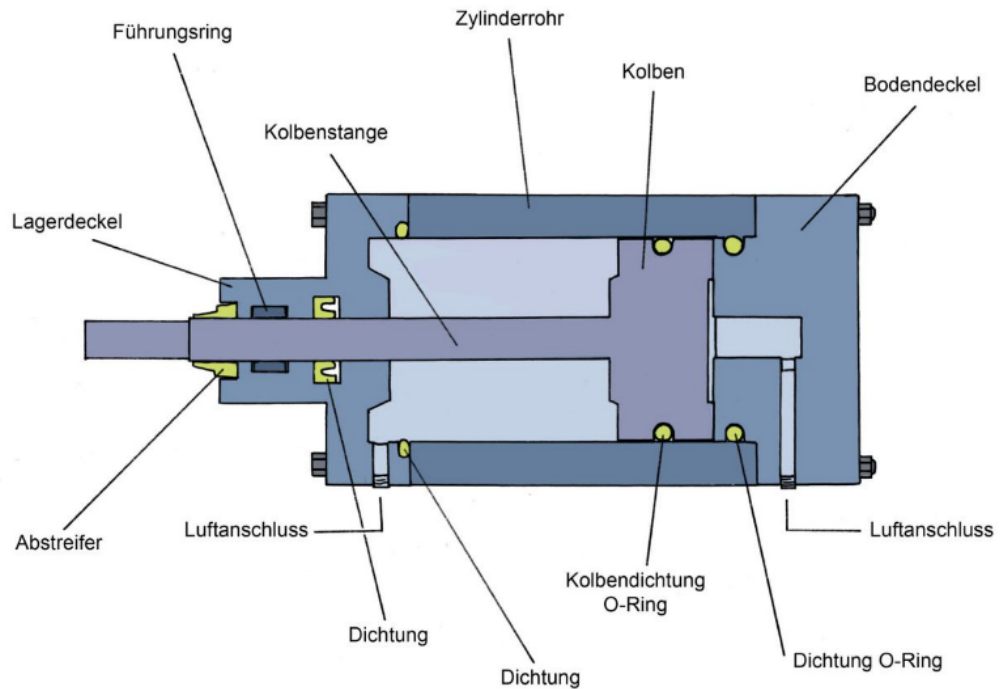 Zylinderrohr
Führungsring
Kolben
Bodendeckel
Kolbenstange
Lagerdeckel
Luftanschluss
Luftanschluss
Abstreifer
Kolbendichtung
O-Ring
Dichtung
Dichtung O-Ring
Dichtung